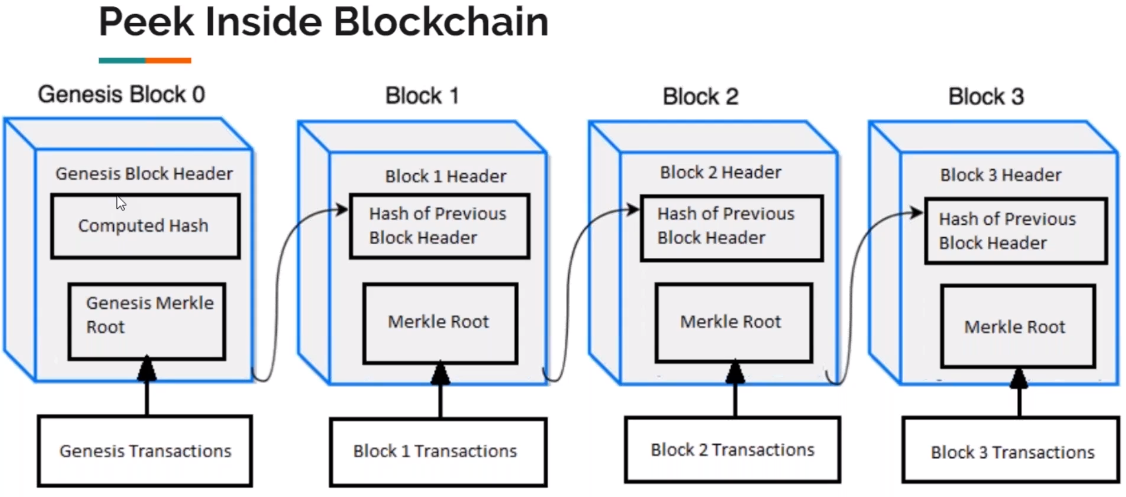 Peek Inside Blockchain
Genesis Block 0
Block 1
Block 2
Block 3
Genesis Block Header
Computed Hash
Genesis Merkle
Root
Genesis Transactions
Block 1 Header
Hash of Previous
Block Header
Merkle Root
Block 1 Transactions
Block 2 Header
Hash of Previous
Block Header
Merkle Root
Block 2 Transactions
Block 3 Header
Hash of Previous
Block Header
Merkle Root
Block 3 Transactions